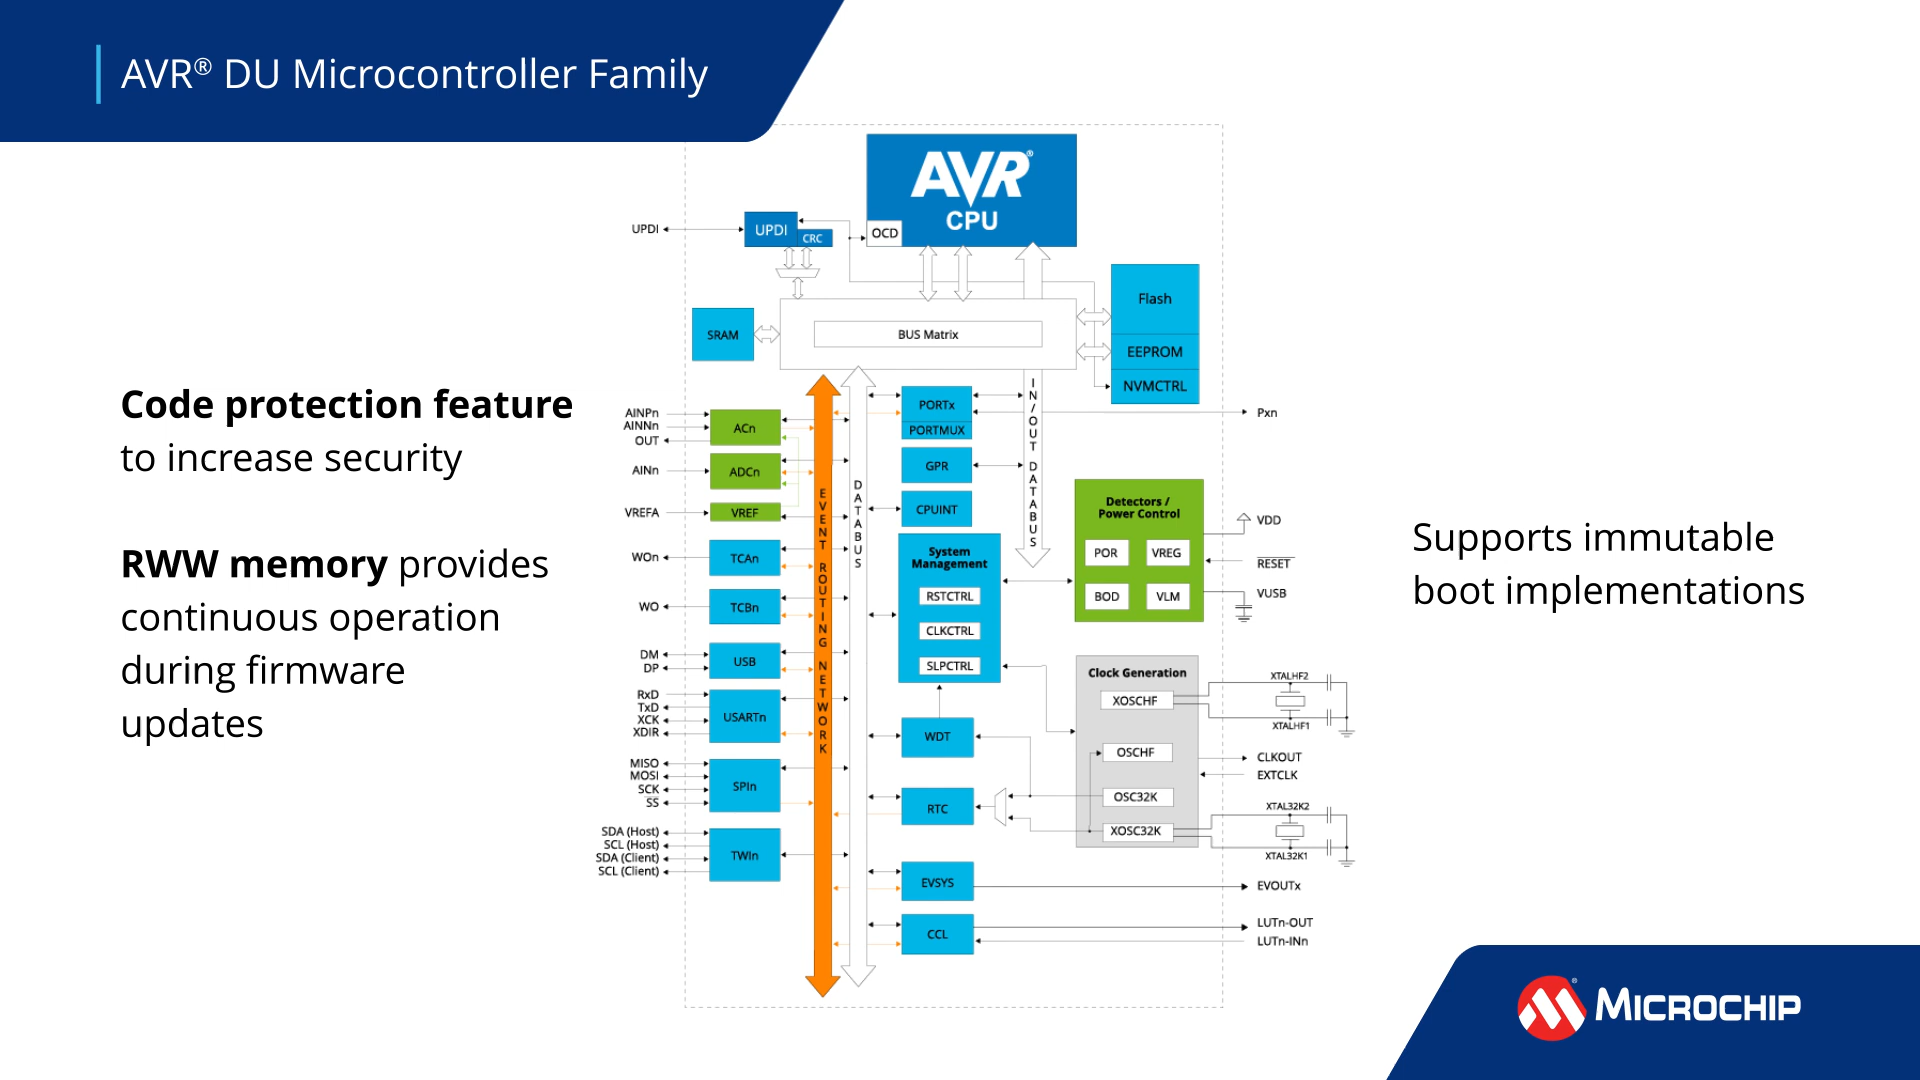 AVR® DU Microcontroller Family
Code protection feature
to increase security
RWW memory provides
continuous operation
during firmware
updates
AVR®
CPU
OCD
UPDI
UPDI
CRC
SRAM
BUS Matrix
Flash
EEPROM
NVMCTRL
AINPn
AINNn
OUT
ACn
AINn
ADCn
VREFA
VREF
WOn
TCAn
WO
TCBn
DM
DP
USB
RxD
TxD
XCK
XDIR
USARTn
MISO
MOSI
SCK
SS
SPIn
SDA (Host)
SCL (Host)
SDA (Client)
SCL (Client)
TWIn
EVENT ROUTING NETWORK
DATABUS
IN/OUT DATABUS
PORTx
PORTMUX
GPR
CPUINT
System
Management
RSTCTRL
CLKCTRL
SLPCTRL
WDT
RTC
EVSYS
CCL
Detectors /
Power Control
POR
VREG
BOD
VLM
Clock Generation
XOSCHF
OSCHF
OSC32K
XOSC32K
Pxn
VDD
RESET
VUSB
XTALHF2
XTALHF1
CLKOUT
EXTCLK
XTAL32K2
XTAL32K1
EVOUTx
LUTn-OUT
LUTn-INn
Supports immutable
boot implementations
MICROCHIP